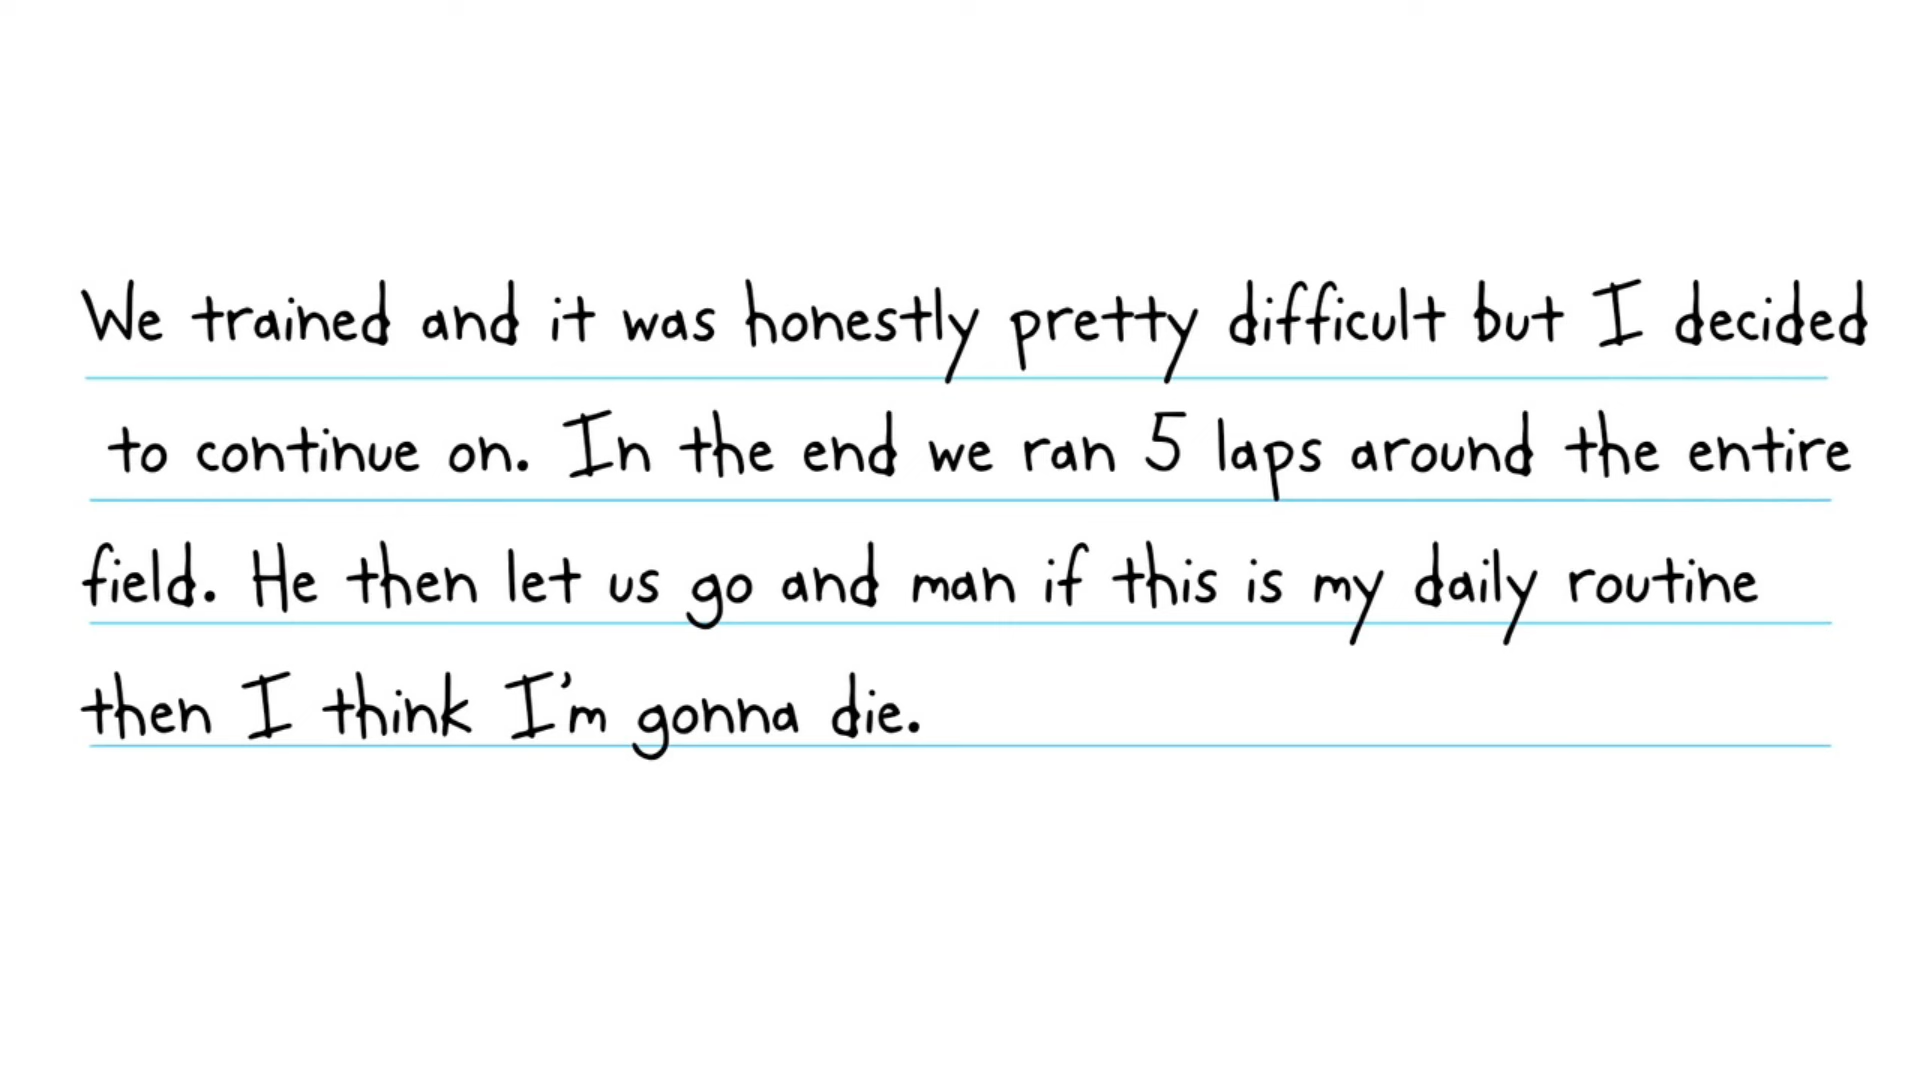 We trained and it was honestly pretty difficult but I decided
to continue on. In the end we ran 5 laps around the entire
field. He then let us go and man if this is my daily routine
then I think I'm gonna die.